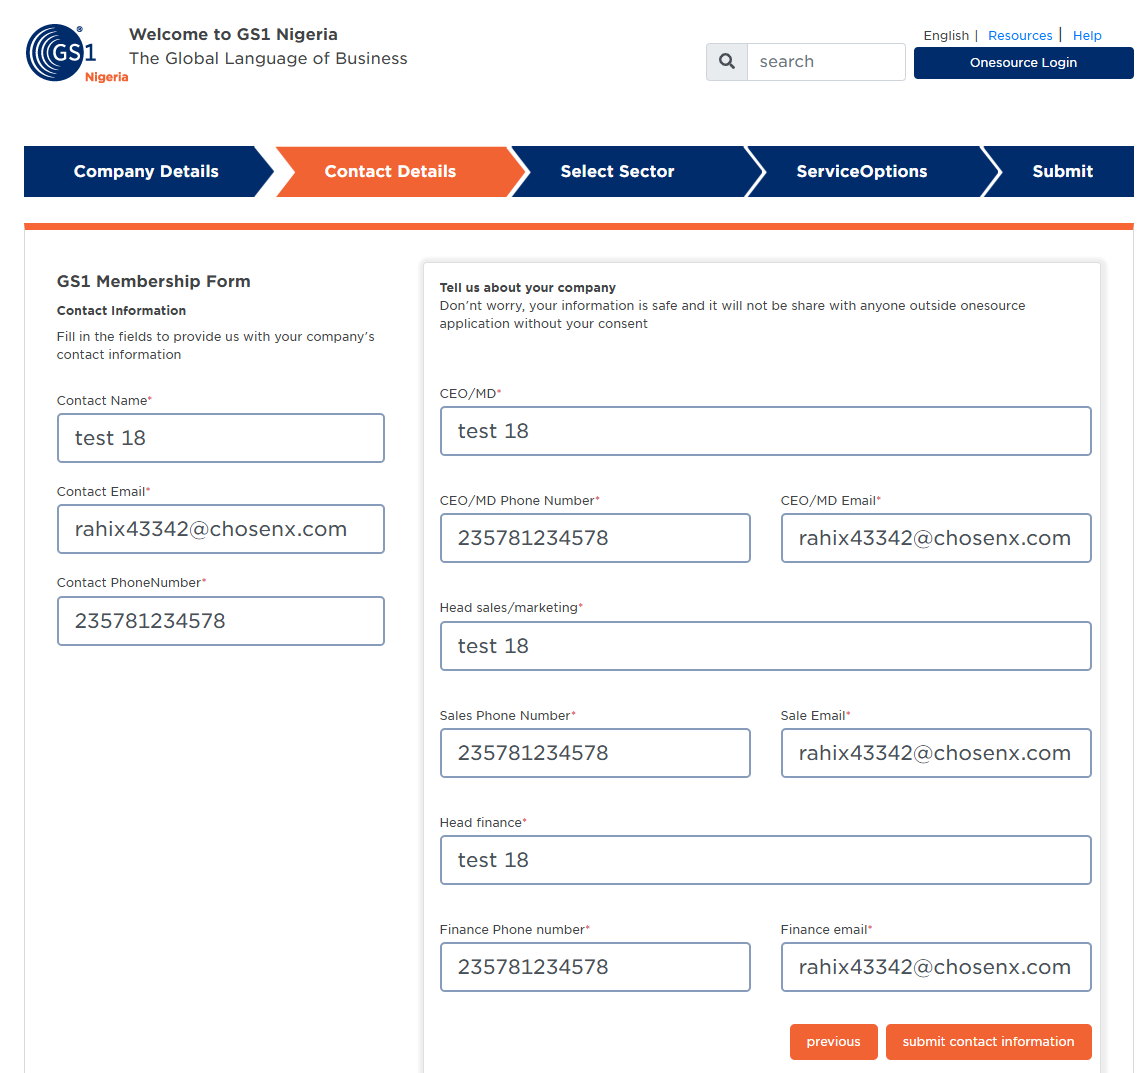 GS1
®
Nigeria
Welcome to GS1 Nigeria
The Global Language of Business
search
English | Resources | Help
Onesource Login
Company Details
Contact Details
Select Sector
ServiceOptions
Submit
GS1 Membership Form
Contact Information
Fill in the fields to provide us with your company's
contact information
Contact Name*
test 18
Contact Email*
rahix43342@chosenx.com
Contact PhoneNumber*
235781234578
Tell us about your company
Don'nt worry, your information is safe and it will not be share with anyone outside onesource
application without your consent
CEO/MD*
test 18
CEO/MD Phone Number*
235781234578
CEO/MD Email*
rahix43342@chosenx.com
Head sales/marketing*
test 18
Sales Phone Number*
235781234578
Sale Email*
rahix43342@chosenx.com
Head finance*
test 18
Finance Phone number*
235781234578
Finance email*
rahix43342@chosenx.com
previous
submit contact information